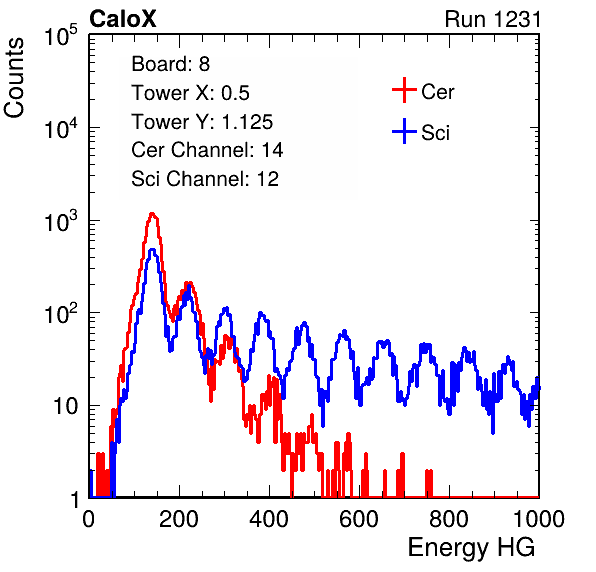 CaloX Run 1231
Counts
10^5
10^4
10^3
10^2
10
1
Board: 8
Tower X: 0.5
Tower Y: 1.125
Cer Channel: 14
Sci Channel: 12
Cer
Sci
0 200 400 600 800 1000
Energy HG